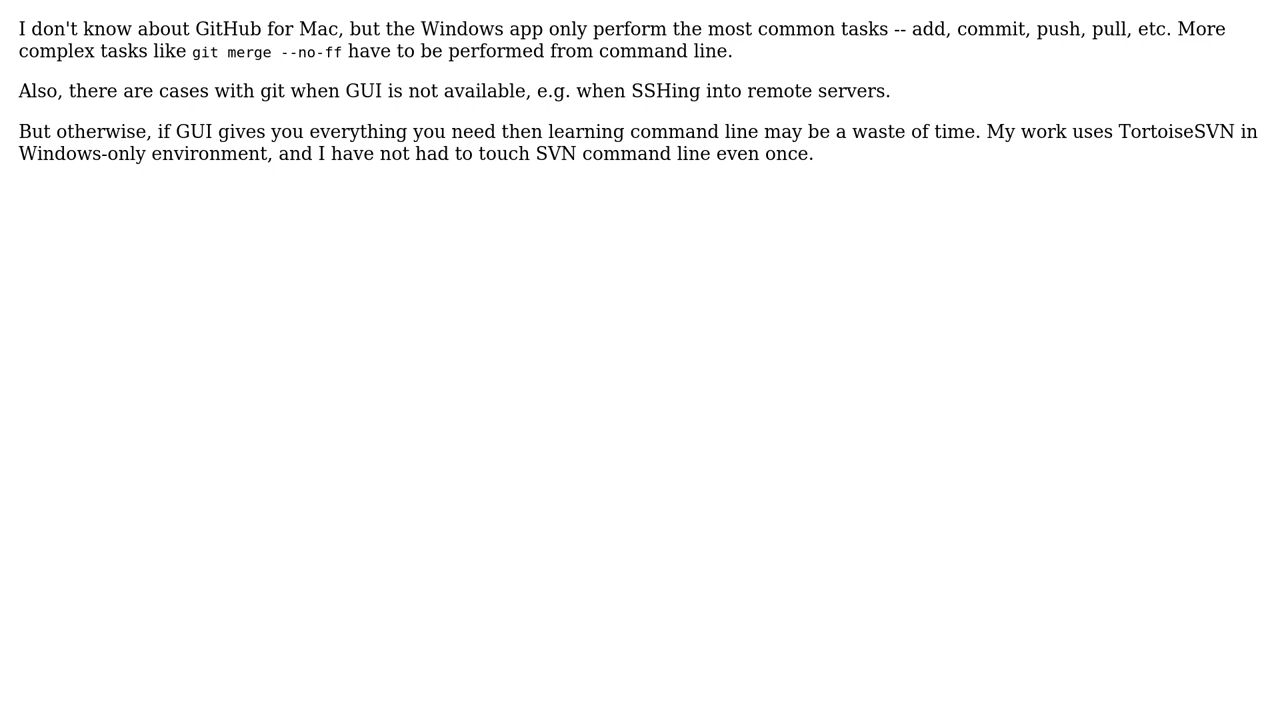 I don't know about GitHub for Mac, but the Windows app only perform the most common tasks -- add, commit, push, pull, etc. More
complex tasks like git merge --no-ff have to be performed from command line.
Also, there are cases with git when GUI is not available, e.g. when SSHing into remote servers.
But otherwise, if GUI gives you everything you need then learning command line may be a waste of time. My work uses TortoiseSVN in
Windows-only environment, and I have not had to touch SVN command line even once.